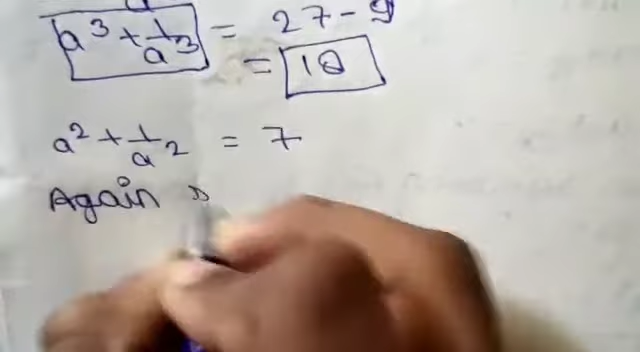 a³ + 1/a³ = 27 - 9
= 18
a² + 1/a² = 7
Again